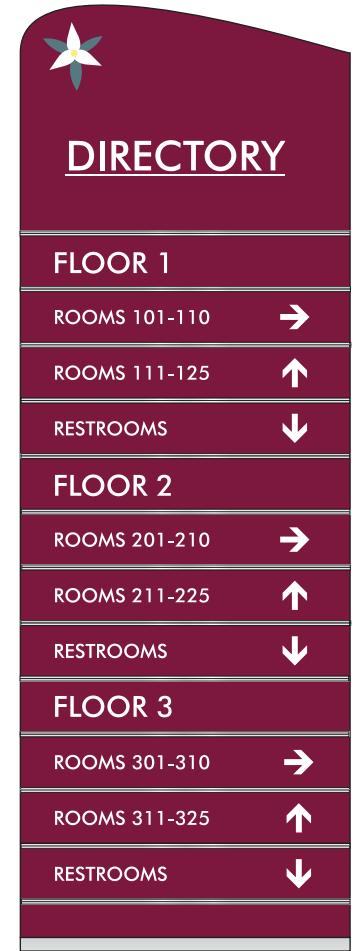 DIRECTORY
FLOOR 1
ROOMS 101-110 →
ROOMS 111-125 ↑
RESTROOMS ↓
FLOOR 2
ROOMS 201-210 →
ROOMS 211-225 ↑
RESTROOMS ↓
FLOOR 3
ROOMS 301-310 →
ROOMS 311-325 ↑
RESTROOMS ↓